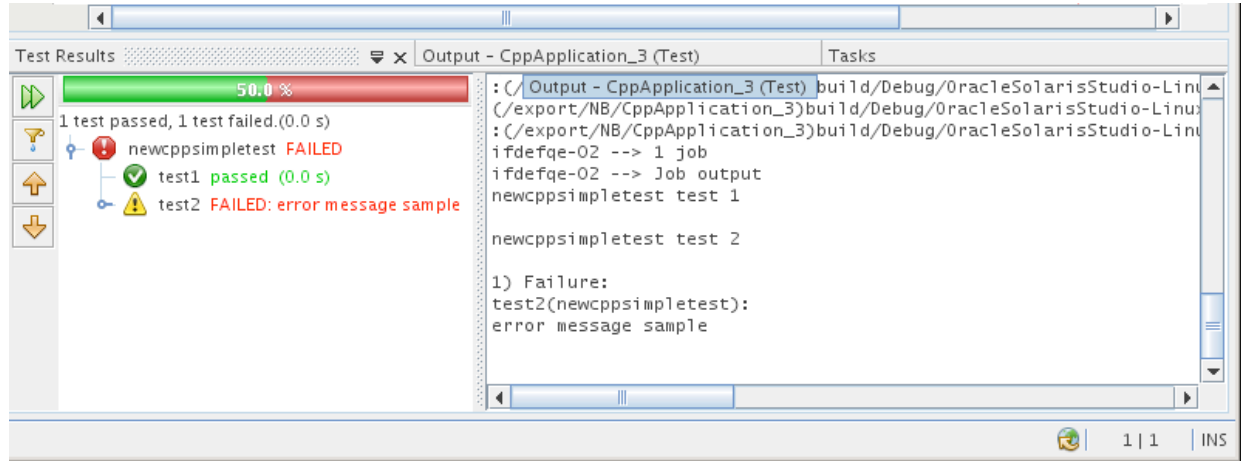 Test Results
Output - CppApplication_3 (Test)
Tasks
50.0 %
1 test passed, 1 test failed.(0.0 s)
newcppsimpletest FAILED
test1 passed (0.0 s)
test2 FAILED: error message sample
:(/ Output - CppApplication_3 (Test) build/Debug/OracleSolarisStudio-Linu
(/export/NB/CppApplication_3)build/Debug/OracleSolarisStudio-Linux
:(/export/NB/CppApplication_3)build/Debug/OracleSolarisStudio-Linu
ifdefqe-02 --> 1 job
ifdefqe-02 --> Job output
newcppsimpletest test 1
newcppsimpletest test 2
1) Failure:
test2(newcppsimpletest):
error message sample
1 | 1
INS